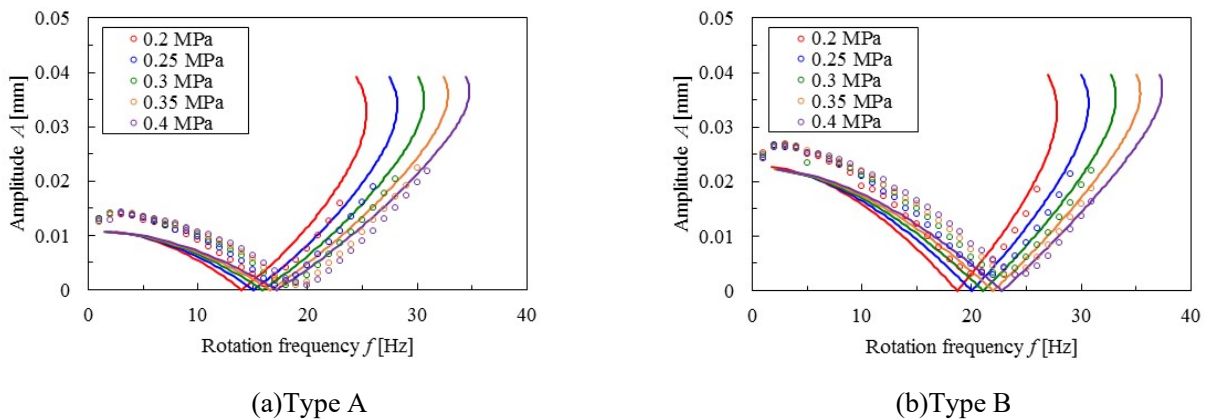 0.05
0.04
0.03
0.02
0.01
0
Amplitude A [mm]
0.2 MPa
0.25 MPa
0.3 MPa
0.35 MPa
0.4 MPa
0 10 20 30 40
Rotation frequency f [Hz]
(a)Type A
0.05
0.04
0.03
0.02
0.01
0
Amplitude A [mm]
0.2 MPa
0.25 MPa
0.3 MPa
0.35 MPa
0.4 MPa
0 10 20 30 40
Rotation frequency f [Hz]
(b)Type B